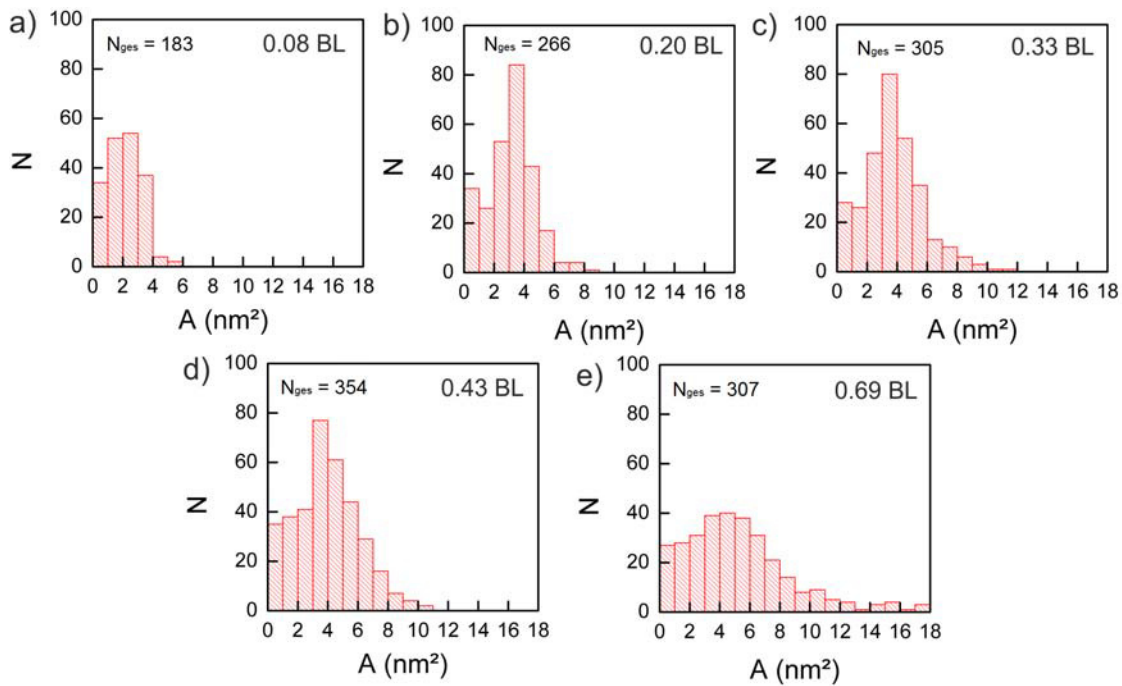 a)
N_ges = 183
0.08 BL
100
80
60
40
20
0
N
0 2 4 6 8 10 12 14 16 18
A (nm²)
b)
N_ges = 266
0.20 BL
100
80
60
40
20
0
N
0 2 4 6 8 10 12 14 16 18
A (nm²)
c)
N_ges = 305
0.33 BL
100
80
60
40
20
0
N
0 2 4 6 8 10 12 14 16 18
A (nm²)
d)
N_ges = 354
0.43 BL
100
80
60
40
20
0
N
0 2 4 6 8 10 12 14 16 18
A (nm²)
e)
N_ges = 307
0.69 BL
100
80
60
40
20
0
N
0 2 4 6 8 10 12 14 16 18
A (nm²)